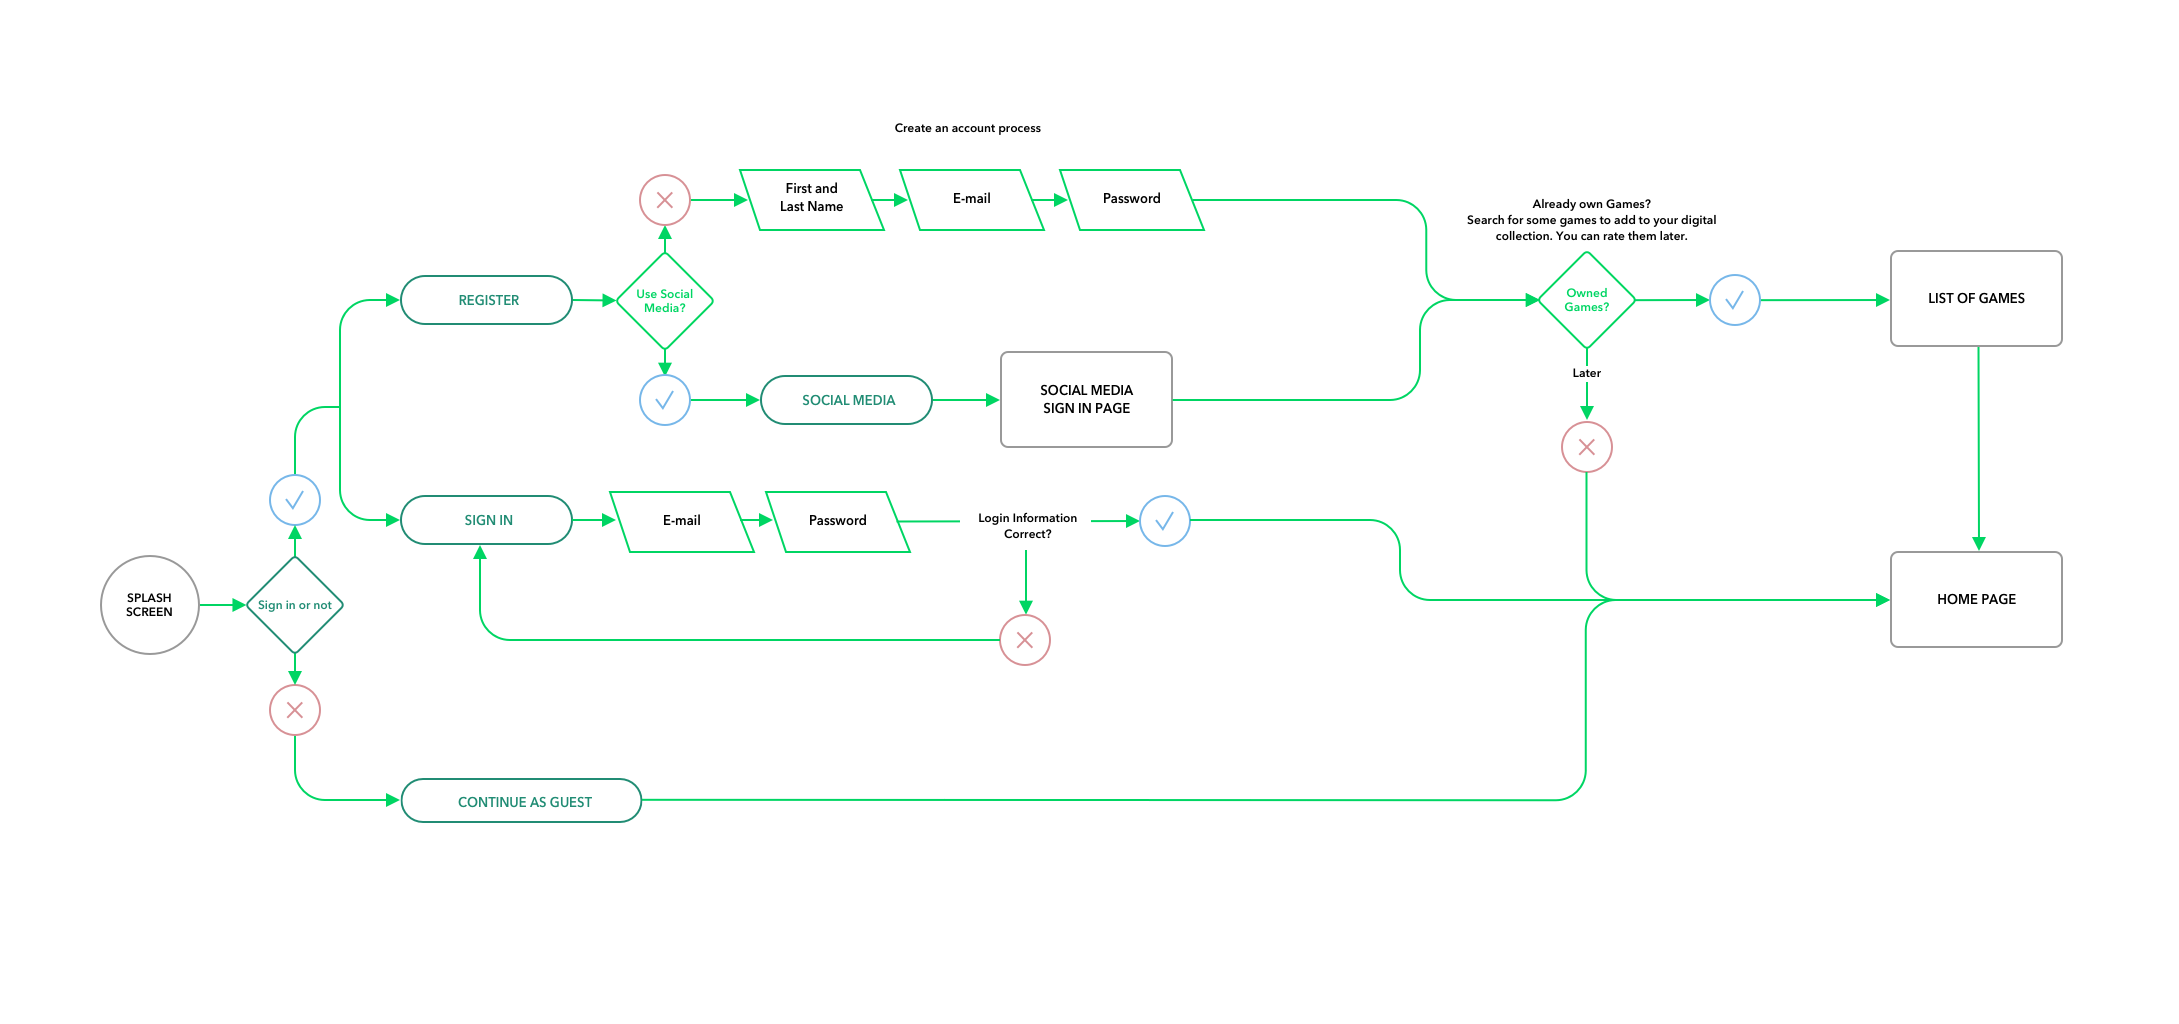 Create an account process
First and
Last Name
E-mail
Password
Already own Games?
Search for some games to add to your digital
collection. You can rate them later.
REGISTER
Use Social
Media?
Owned
Games?
LIST OF GAMES
Later
SOCIAL MEDIA
SOCIAL MEDIA
SIGN IN PAGE
SIGN IN
E-mail
Password
Login Information
Correct?
SPLASH
SCREEN
Sign in or not
HOME PAGE
CONTINUE AS GUEST